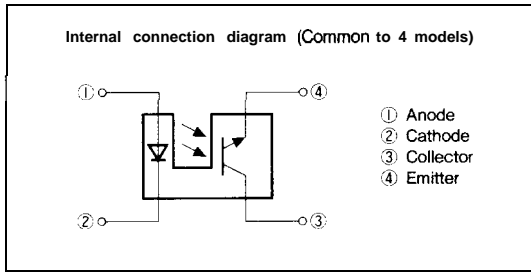 Internal connection diagram (Common to 4 models)
① ④
② ③
① Anode
② Cathode
③ Collector
④ Emitter